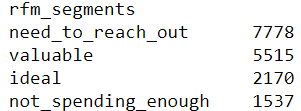 rfm_segments
need_to_reach_out 7778
valuable 5515
ideal 2170
not_spending_enough 1537